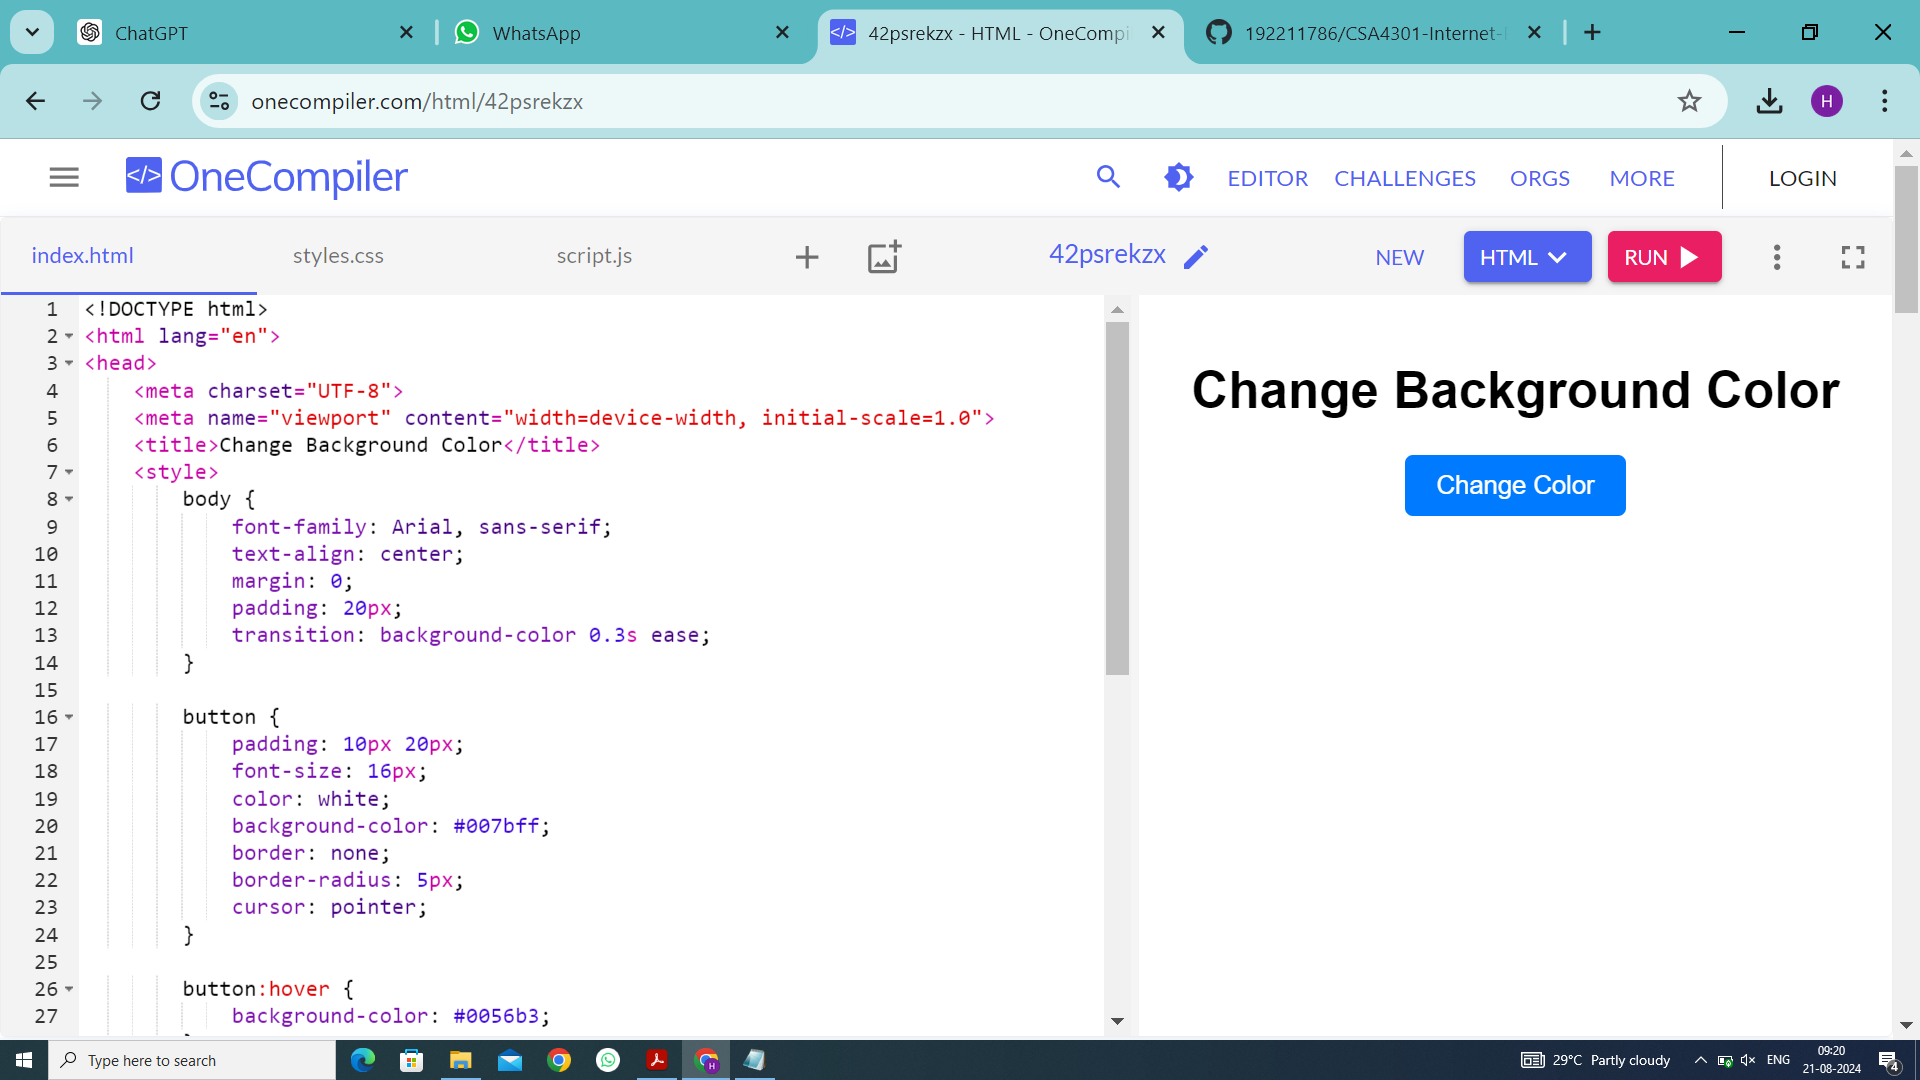 ChatGPT
WhatsApp
42psrekzx - HTML - OneCompi
192211786/CSA4301-Internet-
onecompiler.com/html/42psrekzx
H
</> OneCompiler
EDITOR
CHALLENGES
ORGS
MORE
LOGIN
index.html
styles.css
script.js
42psrekzx
NEW
HTML
RUN
1 <!DOCTYPE html>
2 <html lang="en">
3 <head>
4 <meta charset="UTF-8">
5 <meta name="viewport" content="width=device-width, initial-scale=1.0">
6 <title>Change Background Color</title>
7 <style>
8 body {
9 font-family: Arial, sans-serif;
10 text-align: center;
11 margin: 0;
12 padding: 20px;
13 transition: background-color 0.3s ease;
14 }
15
16 button {
17 padding: 10px 20px;
18 font-size: 16px;
19 color: white;
20 background-color: #007bff;
21 border: none;
22 border-radius: 5px;
23 cursor: pointer;
24 }
25
26 button:hover {
27 background-color: #0056b3;
Change Background Color
Change Color
Type here to search
29°C Partly cloudy
ENG
09:20
21-08-2024
4